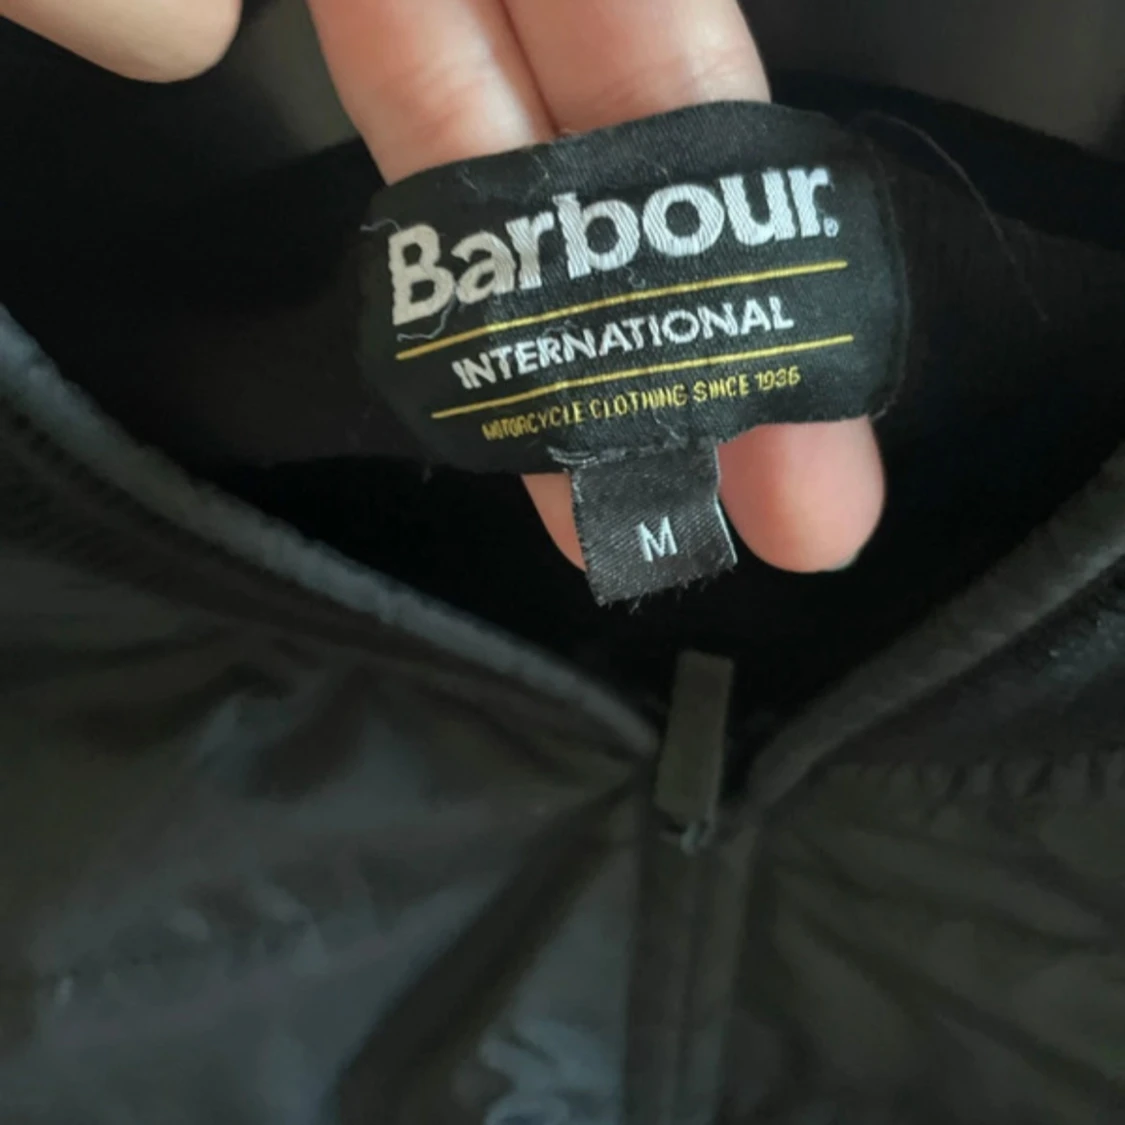 Barbour®
INTERNATIONAL
MOTORCYCLE CLOTHING SINCE 1936
M